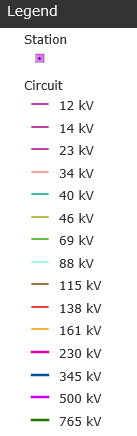 Legend
Station
Circuit
12 kV
14 kV
23 kV
34 kV
40 kV
46 kV
69 kV
88 kV
115 kV
138 kV
161 kV
230 kV
345 kV
500 kV
765 kV